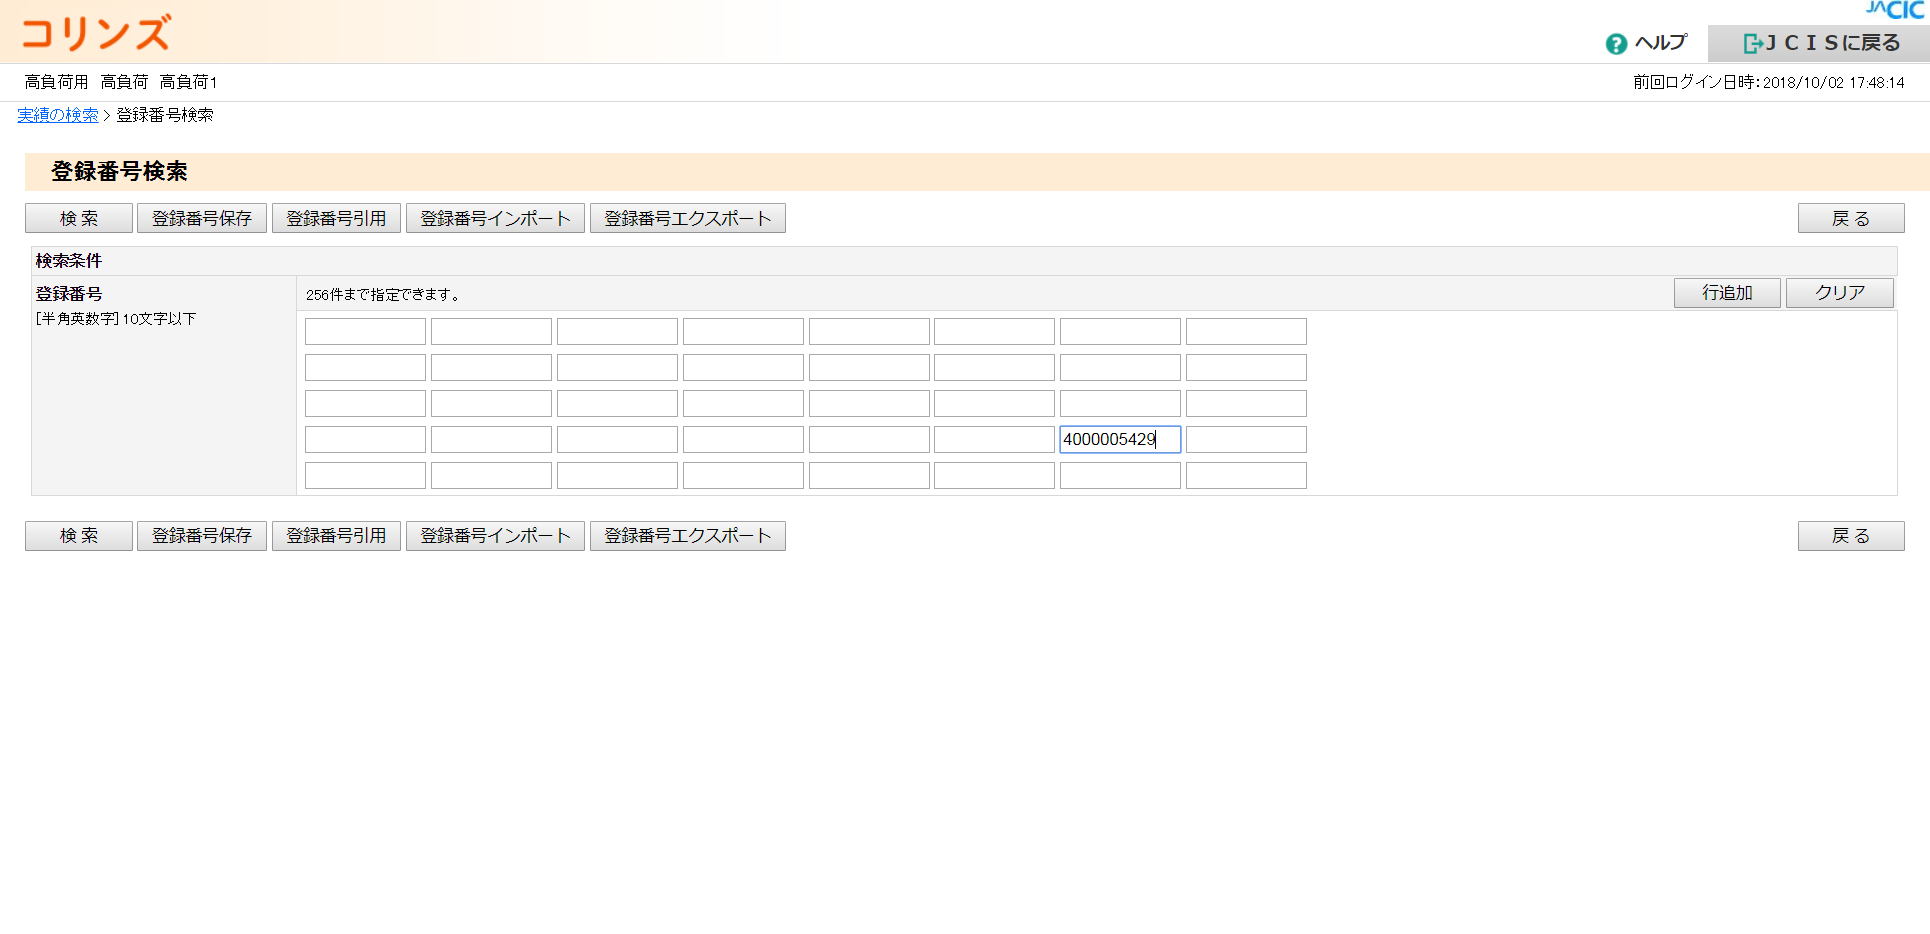 JACIC
コリンズ
? ヘルプ
ＪＣＩＳに戻る
高負荷用 高負荷 高負荷1
前回ログイン日時：2018/10/02 17:48:14
実績の検索 > 登録番号検索
登録番号検索
検 索 登録番号保存 登録番号引用 登録番号インポート 登録番号エクスポート 戻 る
検索条件
登録番号
[半角英数字] 10文字以下
256件まで指定できます。
行追加 クリア
4000005429
検 索 登録番号保存 登録番号引用 登録番号インポート 登録番号エクスポート 戻 る